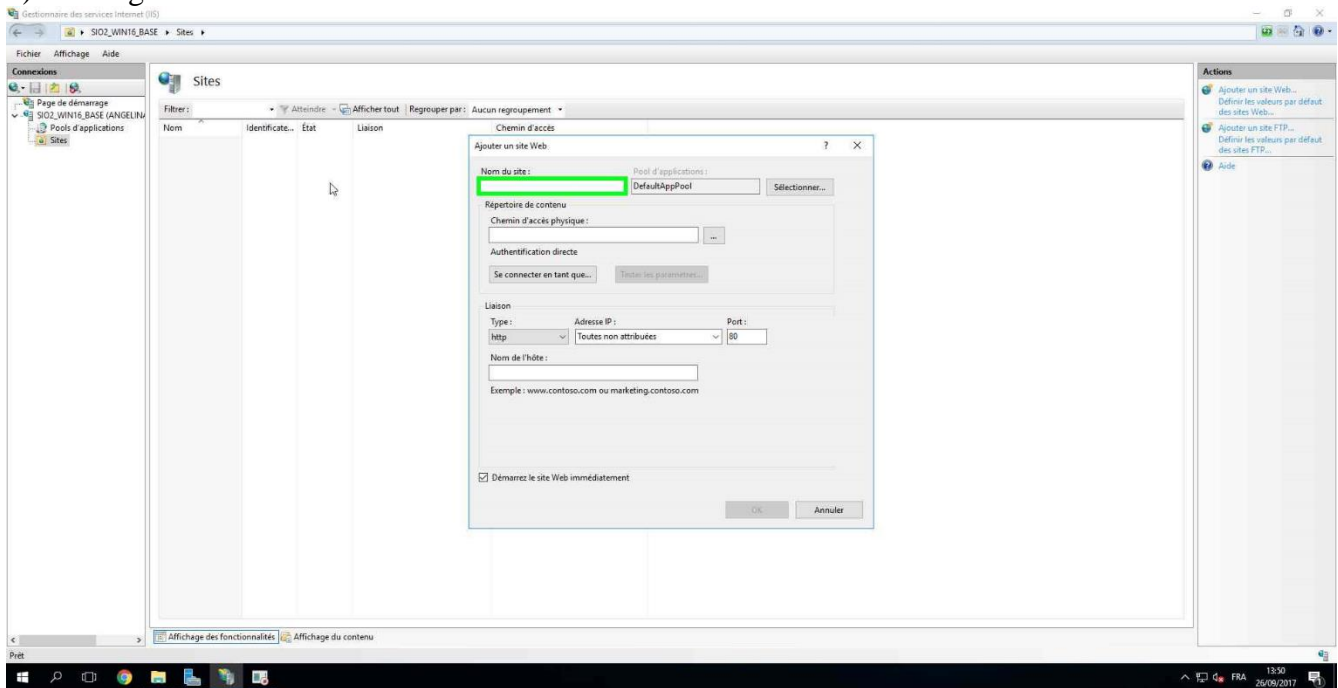 Gestionnaire des services Internet (IIS)
SIO2_WIN16_BASE Sites
Fichier Affichage Aide
Connexions
Page de démarrage
SIO2_WIN16_BASE (ANGELINA
Pools d'applications
Sites
Sites
Filtrer : Atteindre Afficher tout Regrouper par : Aucun regroupement
Nom Identificate... État Liaison Chemin d'accès
Ajouter un site Web ? X
Nom du site : Pool d'applications :
DefaultAppPool Sélectionner...
Répertoire de contenu
Chemin d'accès physique :
...
Authentification directe
Se connecter en tant que... Tester les paramètres...
Liaison
Type : Adresse IP : Port :
http Toutes non attribuées 80
Nom de l'hôte :
Exemple : www.contoso.com ou marketing.contoso.com
Démarrez le site Web immédiatement
OK Annuler
Actions
Ajouter un site Web...
Définir les valeurs par défaut
des sites Web...
Ajouter un site FTP...
Définir les valeurs par défaut
des sites FTP...
Aide
Affichage des fonctionnalités Affichage du contenu
Prêt
FRA 13:50
26/09/2017